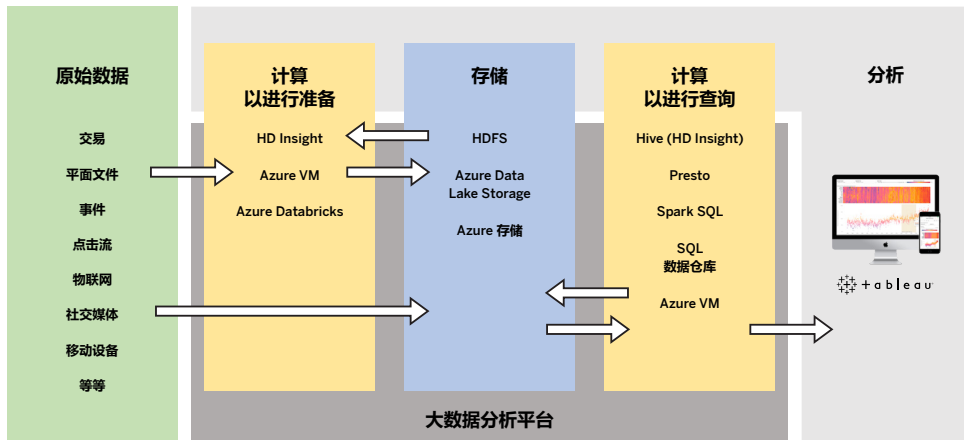 原始数据
交易
平面文件
事件
点击流
物联网
社交媒体
移动设备
等等
计算
以进行准备
HD Insight
Azure VM
Azure Databricks
存储
HDFS
Azure Data
Lake Storage
Azure 存储
计算
以进行查询
Hive (HD Insight)
Presto
Spark SQL
SQL
数据仓库
Azure VM
分析
+ a b l e a u
大数据分析平台